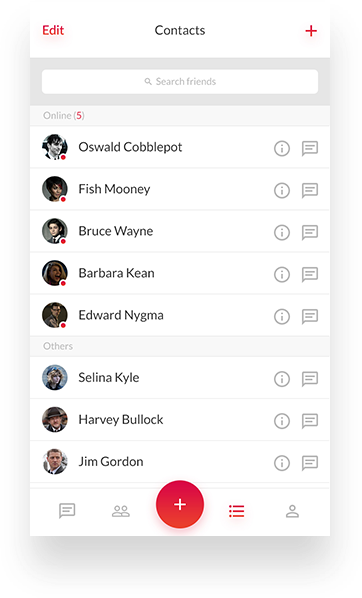 Edit Contacts +
Search friends
Online (5)
Oswald Cobblepot
Fish Mooney
Bruce Wayne
Barbara Kean
Edward Nygma
Others
Selina Kyle
Harvey Bullock
Jim Gordon